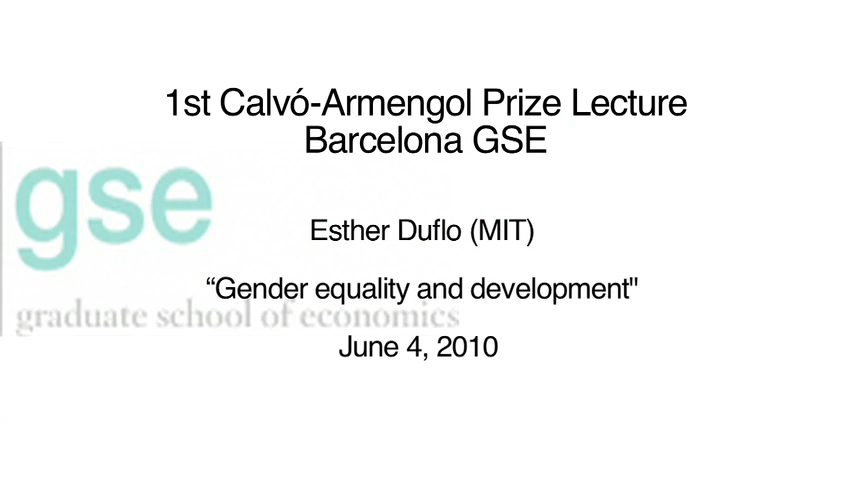 1st Calvó-Armengol Prize Lecture
Barcelona GSE
gse
Esther Duflo (MIT)
“Gender equality and development"
graduate school of economics
June 4, 2010